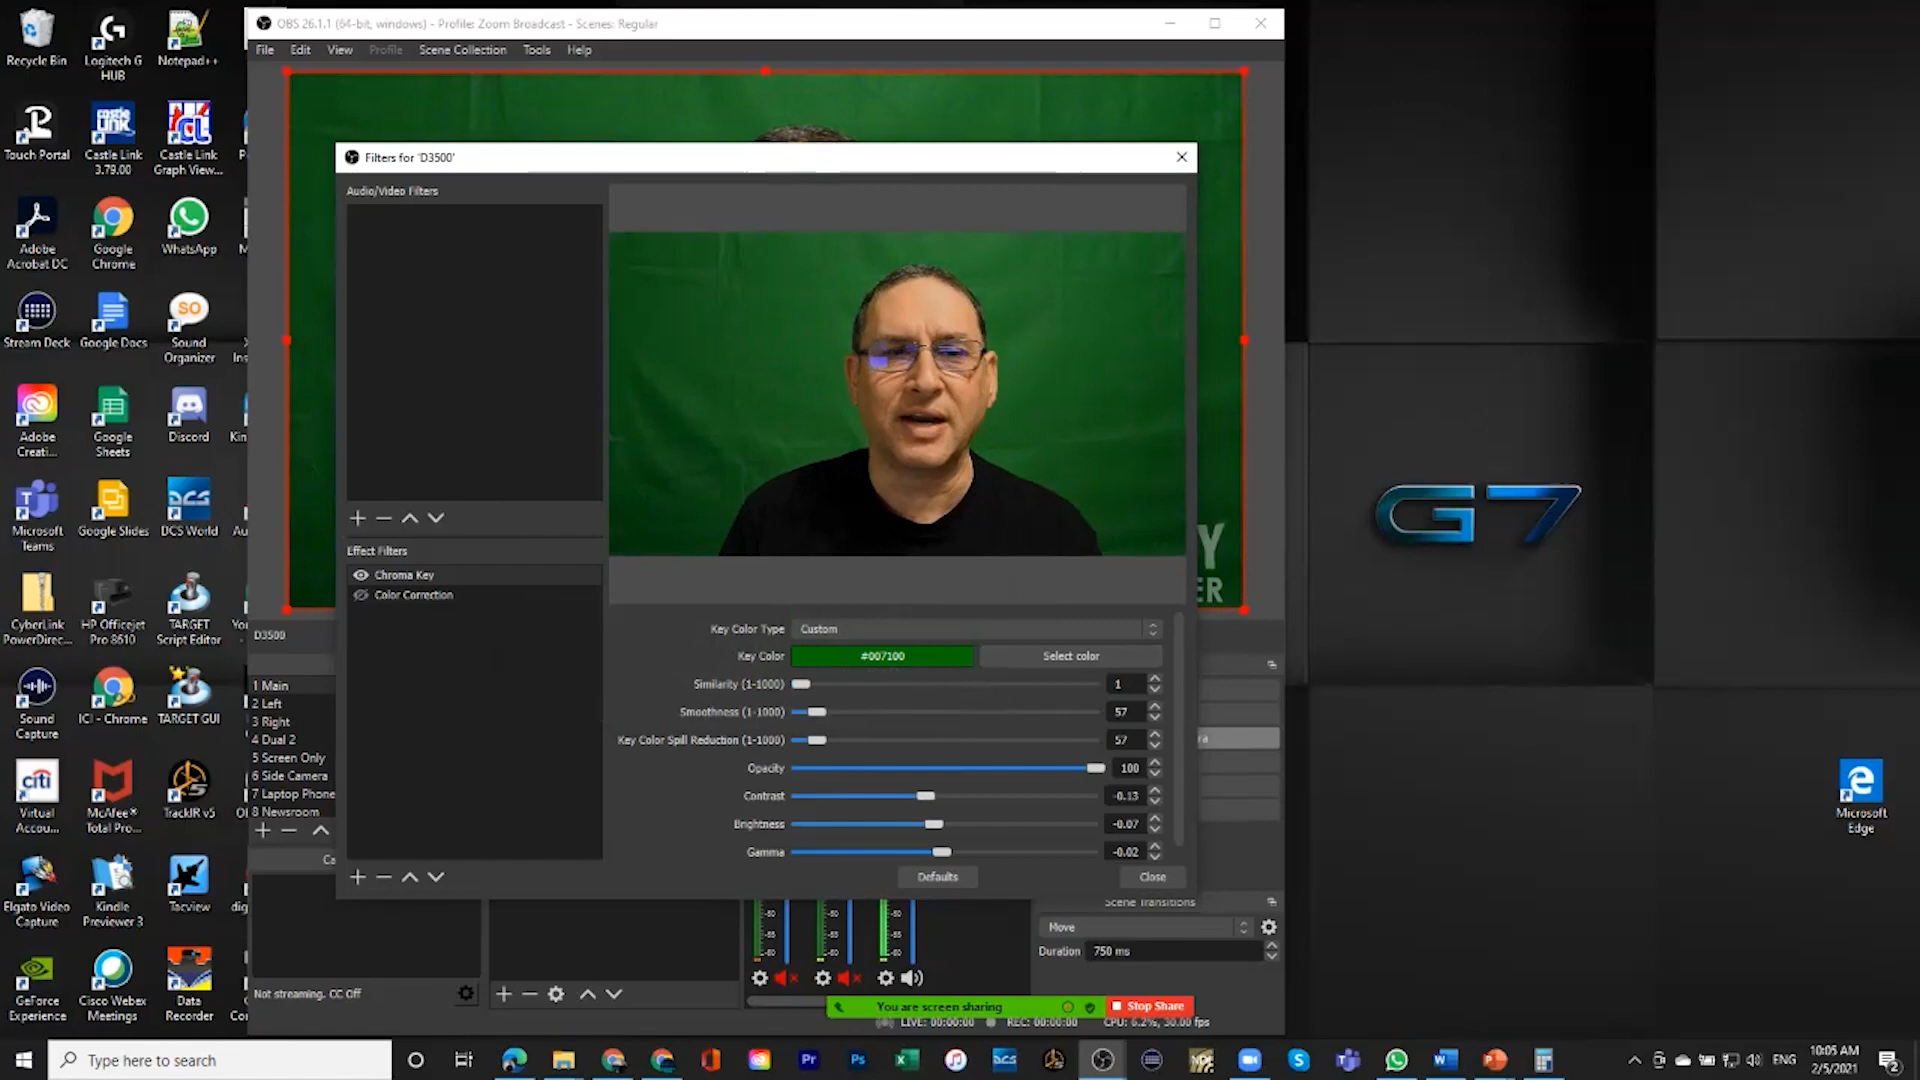 OBS 26.1.1 (64-bit, windows) - Profile: Zoom Broadcast - Scenes: Regular
File Edit View Profile Scene Collection Tools Help
Recycle Bin
Logitech G HUB
Notepad++
Touch Portal
Castle Link 3.79.00
Castle Link Graph View...
Adobe Acrobat DC
Google Chrome
WhatsApp
Stream Deck
Google Docs
Sound Organizer
Adobe Creati...
Google Sheets
Discord
Microsoft Teams
Google Slides
DCS World
CyberLink PowerDirec...
HP Officejet Pro 8610
TARGET Script Editor
Sound Capture
ICI - Chrome
TARGET GUI
Virtual Accou...
McAfee® Total Pro...
TrackIR v5
Elgato Video Capture
Kindle Previewer 3
Tacview
GeForce Experience
Cisco Webex Meetings
Data Recorder
Filters for 'D3500'
Audio/Video Filters
Effect Filters
Chroma Key
Color Correction
Key Color Type Custom
Key Color #007100 Select color
Similarity (1-1000) 1
Smoothness (1-1000) 57
Key Color Spill Reduction (1-1000) 57
Opacity 100
Contrast -0.13
Brightness -0.07
Gamma -0.02
Defaults Close
D3500
1 Main
2 Left
3 Right
4 Dual 2
5 Screen Only
6 Side Camera
7 Laptop Phone
8 Newsroom
Scene Transitions
Move
Duration 750 ms
Not streaming. CC Off
You are screen sharing
Stop Share
LIVE: 00:00:00 REC: 00:00:00 CPU: 6.2%, 30.00 fps
G7
Microsoft Edge
Type here to search
ENG
10:05 AM
2/5/2021